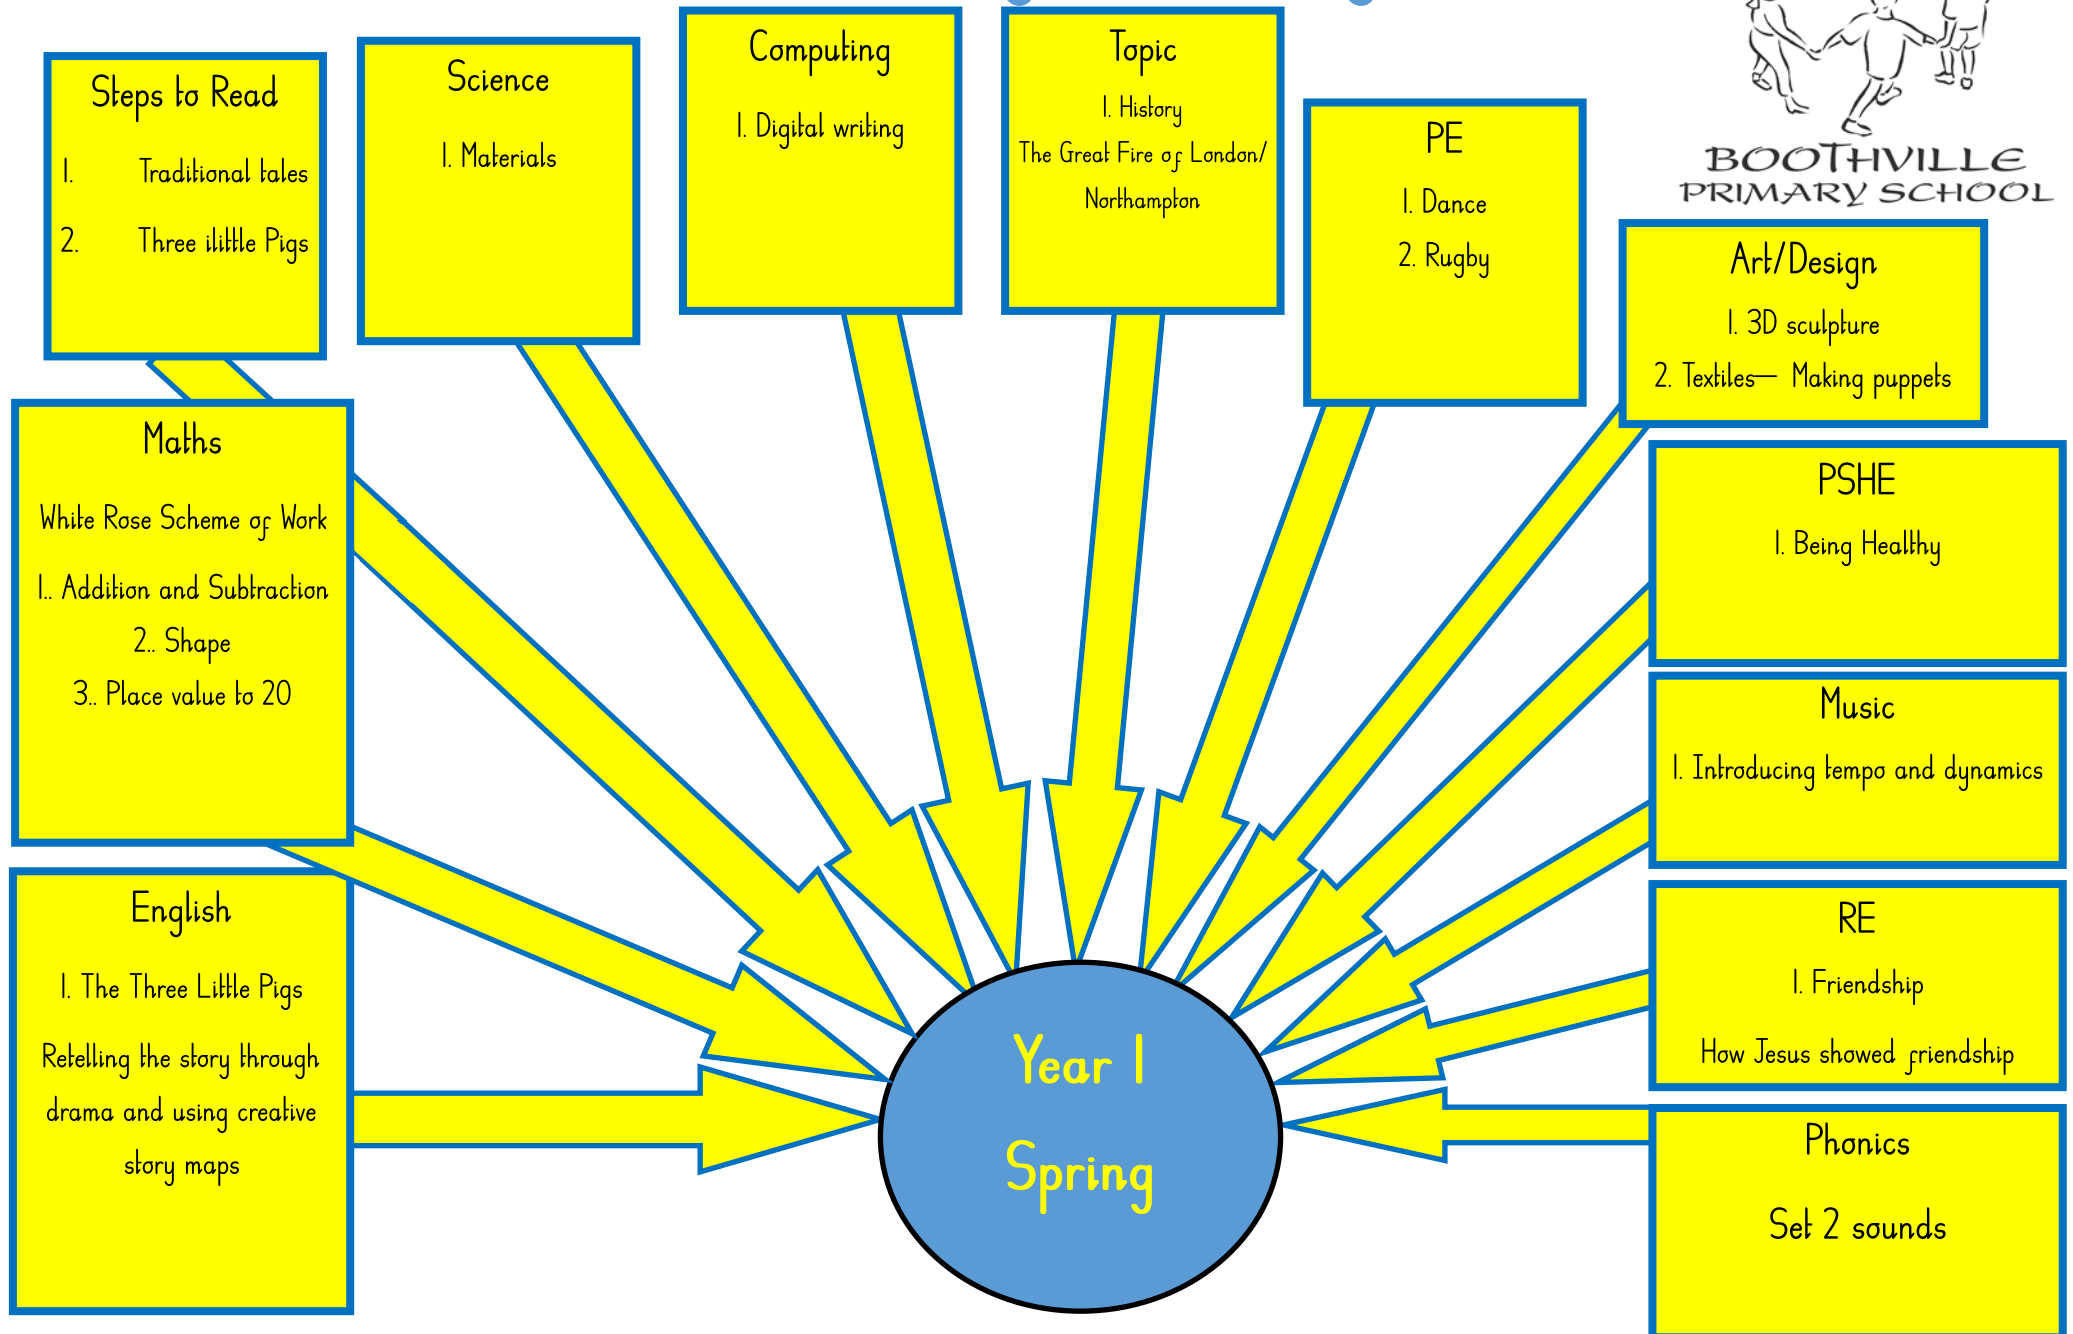 Steps to Read
1. Traditional tales
2. Three ilittle Pigs
Science
1. Materials
Computing
1. Digital writing
Topic
1. History
The Great Fire of London/
Northampton
PE
1. Dance
2. Rugby
BOOTHVILLE
PRIMARY SCHOOL
Art/Design
1. 3D sculpture
2. Textiles— Making puppets
Maths
White Rose Scheme of Work
1.. Addition and Subtraction
2.. Shape
3.. Place value to 20
PSHE
1. Being Healthy
Music
1. Introducing tempo and dynamics
English
1. The Three Little Pigs
Retelling the story through
drama and using creative
story maps
RE
1. Friendship
How Jesus showed friendship
Phonics
Set 2 sounds
Year 1
Spring